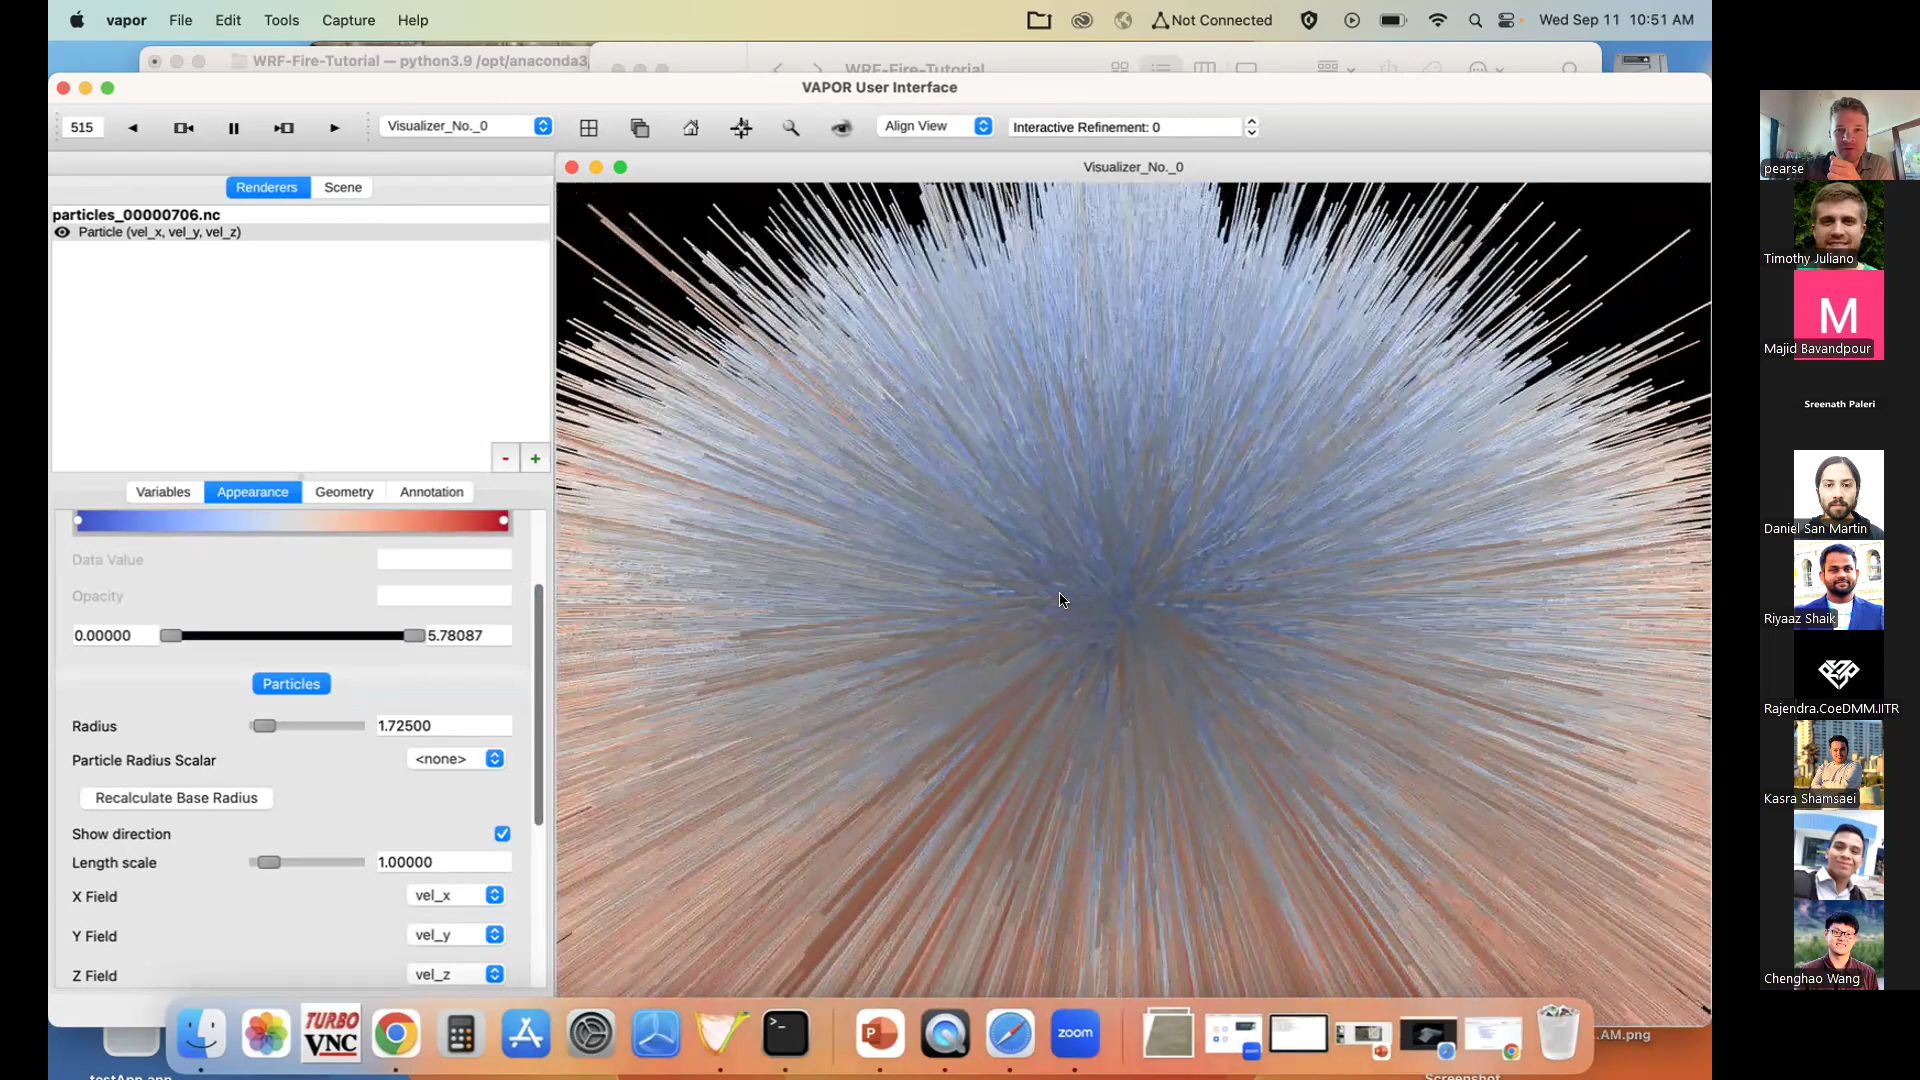 vapor File Edit Tools Capture Help Not Connected Wed Sep 11 10:51 AM
WRF-Fire-Tutorial — python3.9 /opt/anaconda3
WRF-Fire-Tutorial
VAPOR User Interface
515 Visualizer_No._0 Align View Interactive Refinement: 0
Renderers Scene
Visualizer_No._0
particles_00000706.nc
Particle (vel_x, vel_y, vel_z)
- +
Variables Appearance Geometry Annotation
Data Value
Opacity
0.00000 5.78087
Particles
Radius 1.72500
Particle Radius Scalar <none>
Recalculate Base Radius
Show direction
Length scale 1.00000
X Field vel_x
Y Field vel_y
Z Field vel_z
TURBO
VNC
zoom
.AM.png
testApp.app
Screenshot
pearse
Timothy Juliano
M
Majid Bavandpour
Sreenath Paleri
Daniel San Martin
Riyaaz Shaik
Rajendra.CoeDMM.IITR
Kasra Shamsaei
Chenghao Wang